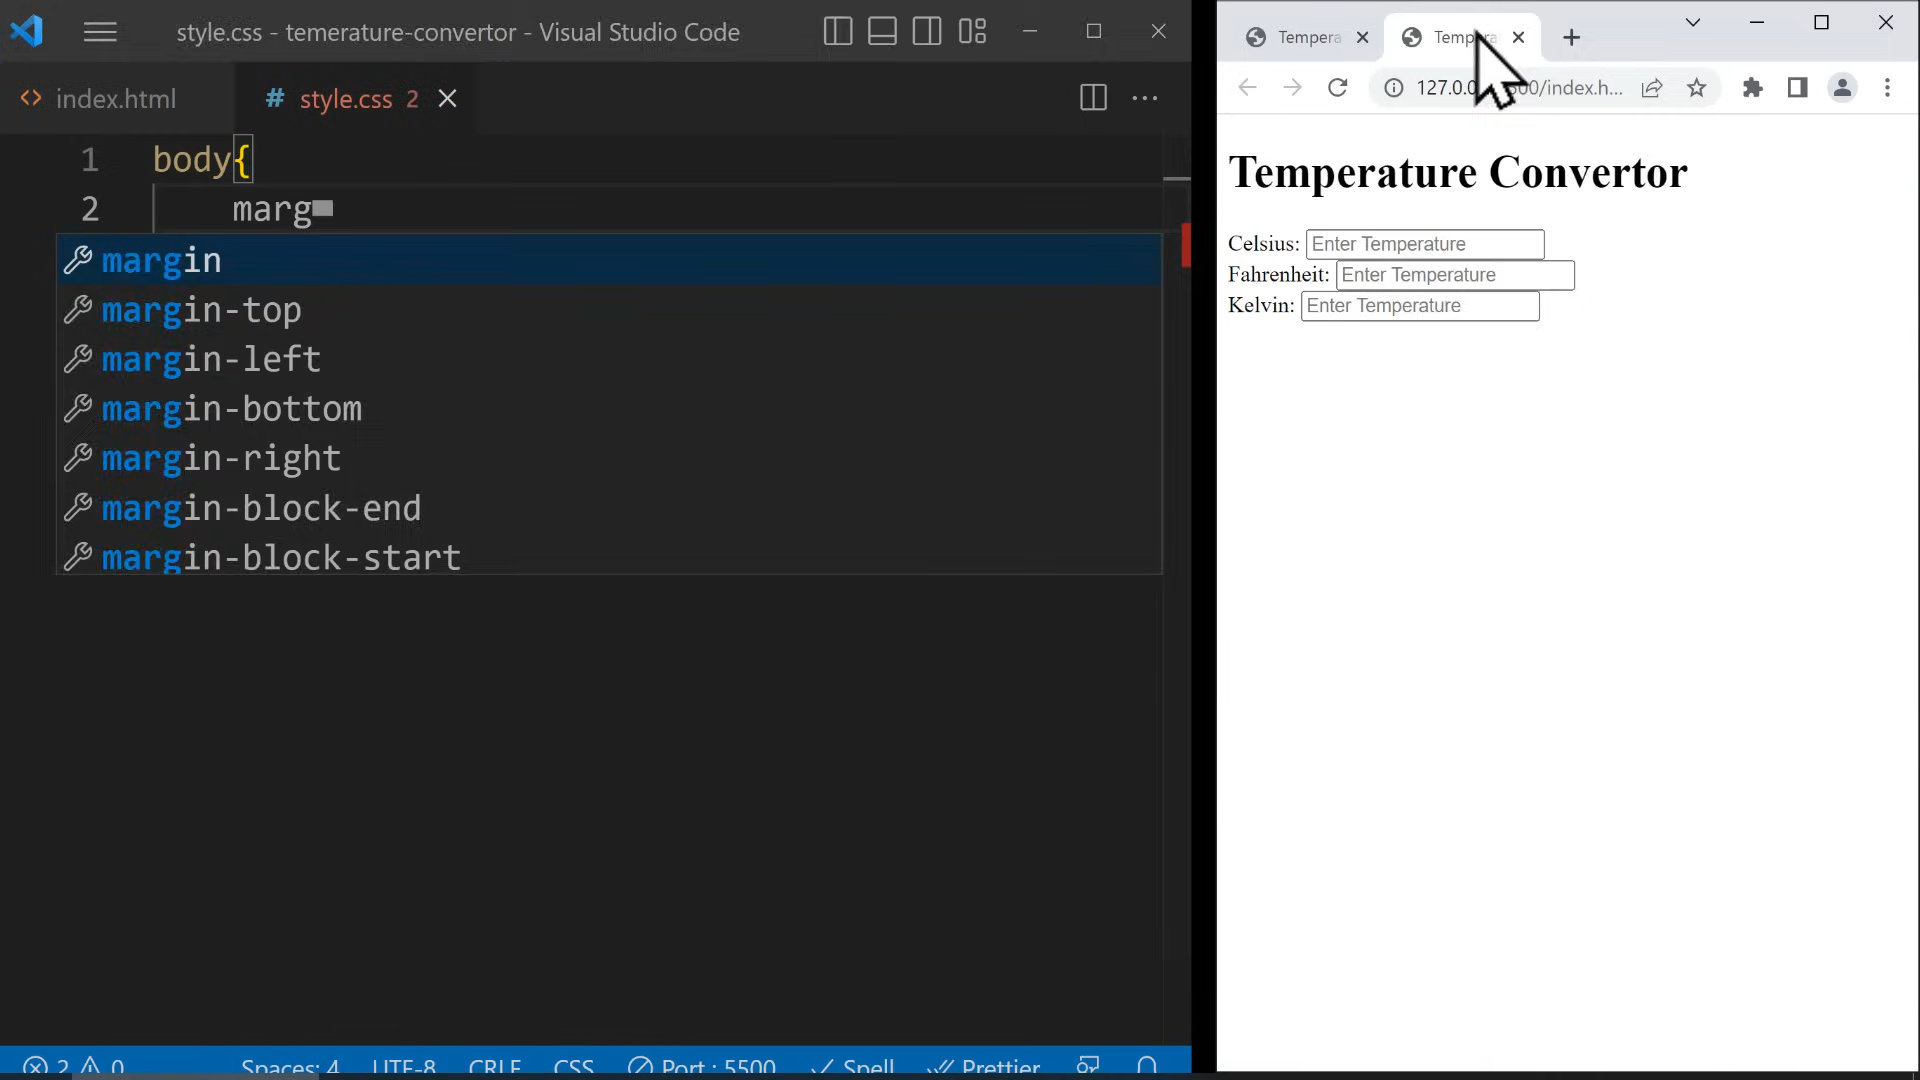 style.css - temerature-convertor - Visual Studio Code
index.html
# style.css 2
1 body{
2 marg
margin
margin-top
margin-left
margin-bottom
margin-right
margin-block-end
margin-block-start
2 0 Spaces: 4 UTF-8 CRLF CSS Port : 5500 Spell Prettier
Tempera
Temp
127.0.0 500/index.h...
Temperature Convertor
Celsius: Enter Temperature
Fahrenheit: Enter Temperature
Kelvin: Enter Temperature